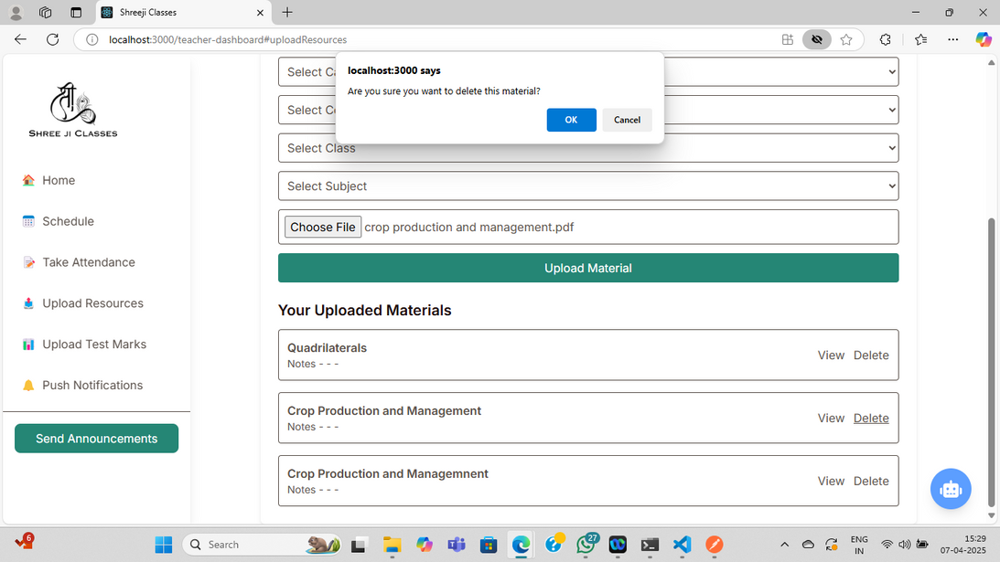 Shreeji Classes
localhost:3000/teacher-dashboard#uploadResources
localhost:3000 says
Are you sure you want to delete this material?
OK
Cancel
श्री
SHREE JI CLASSES
Home
Schedule
Take Attendance
Upload Resources
Upload Test Marks
Push Notifications
Send Announcements
Select Ca
Select Co
Select Class
Select Subject
Choose File crop production and management.pdf
Upload Material
Your Uploaded Materials
Quadrilaterals
Notes - - -
View Delete
Crop Production and Management
Notes - - -
View Delete
Crop Production and Managemnent
Notes - - -
View Delete
6
Search
27
ENG
IN
15:29
07-04-2025